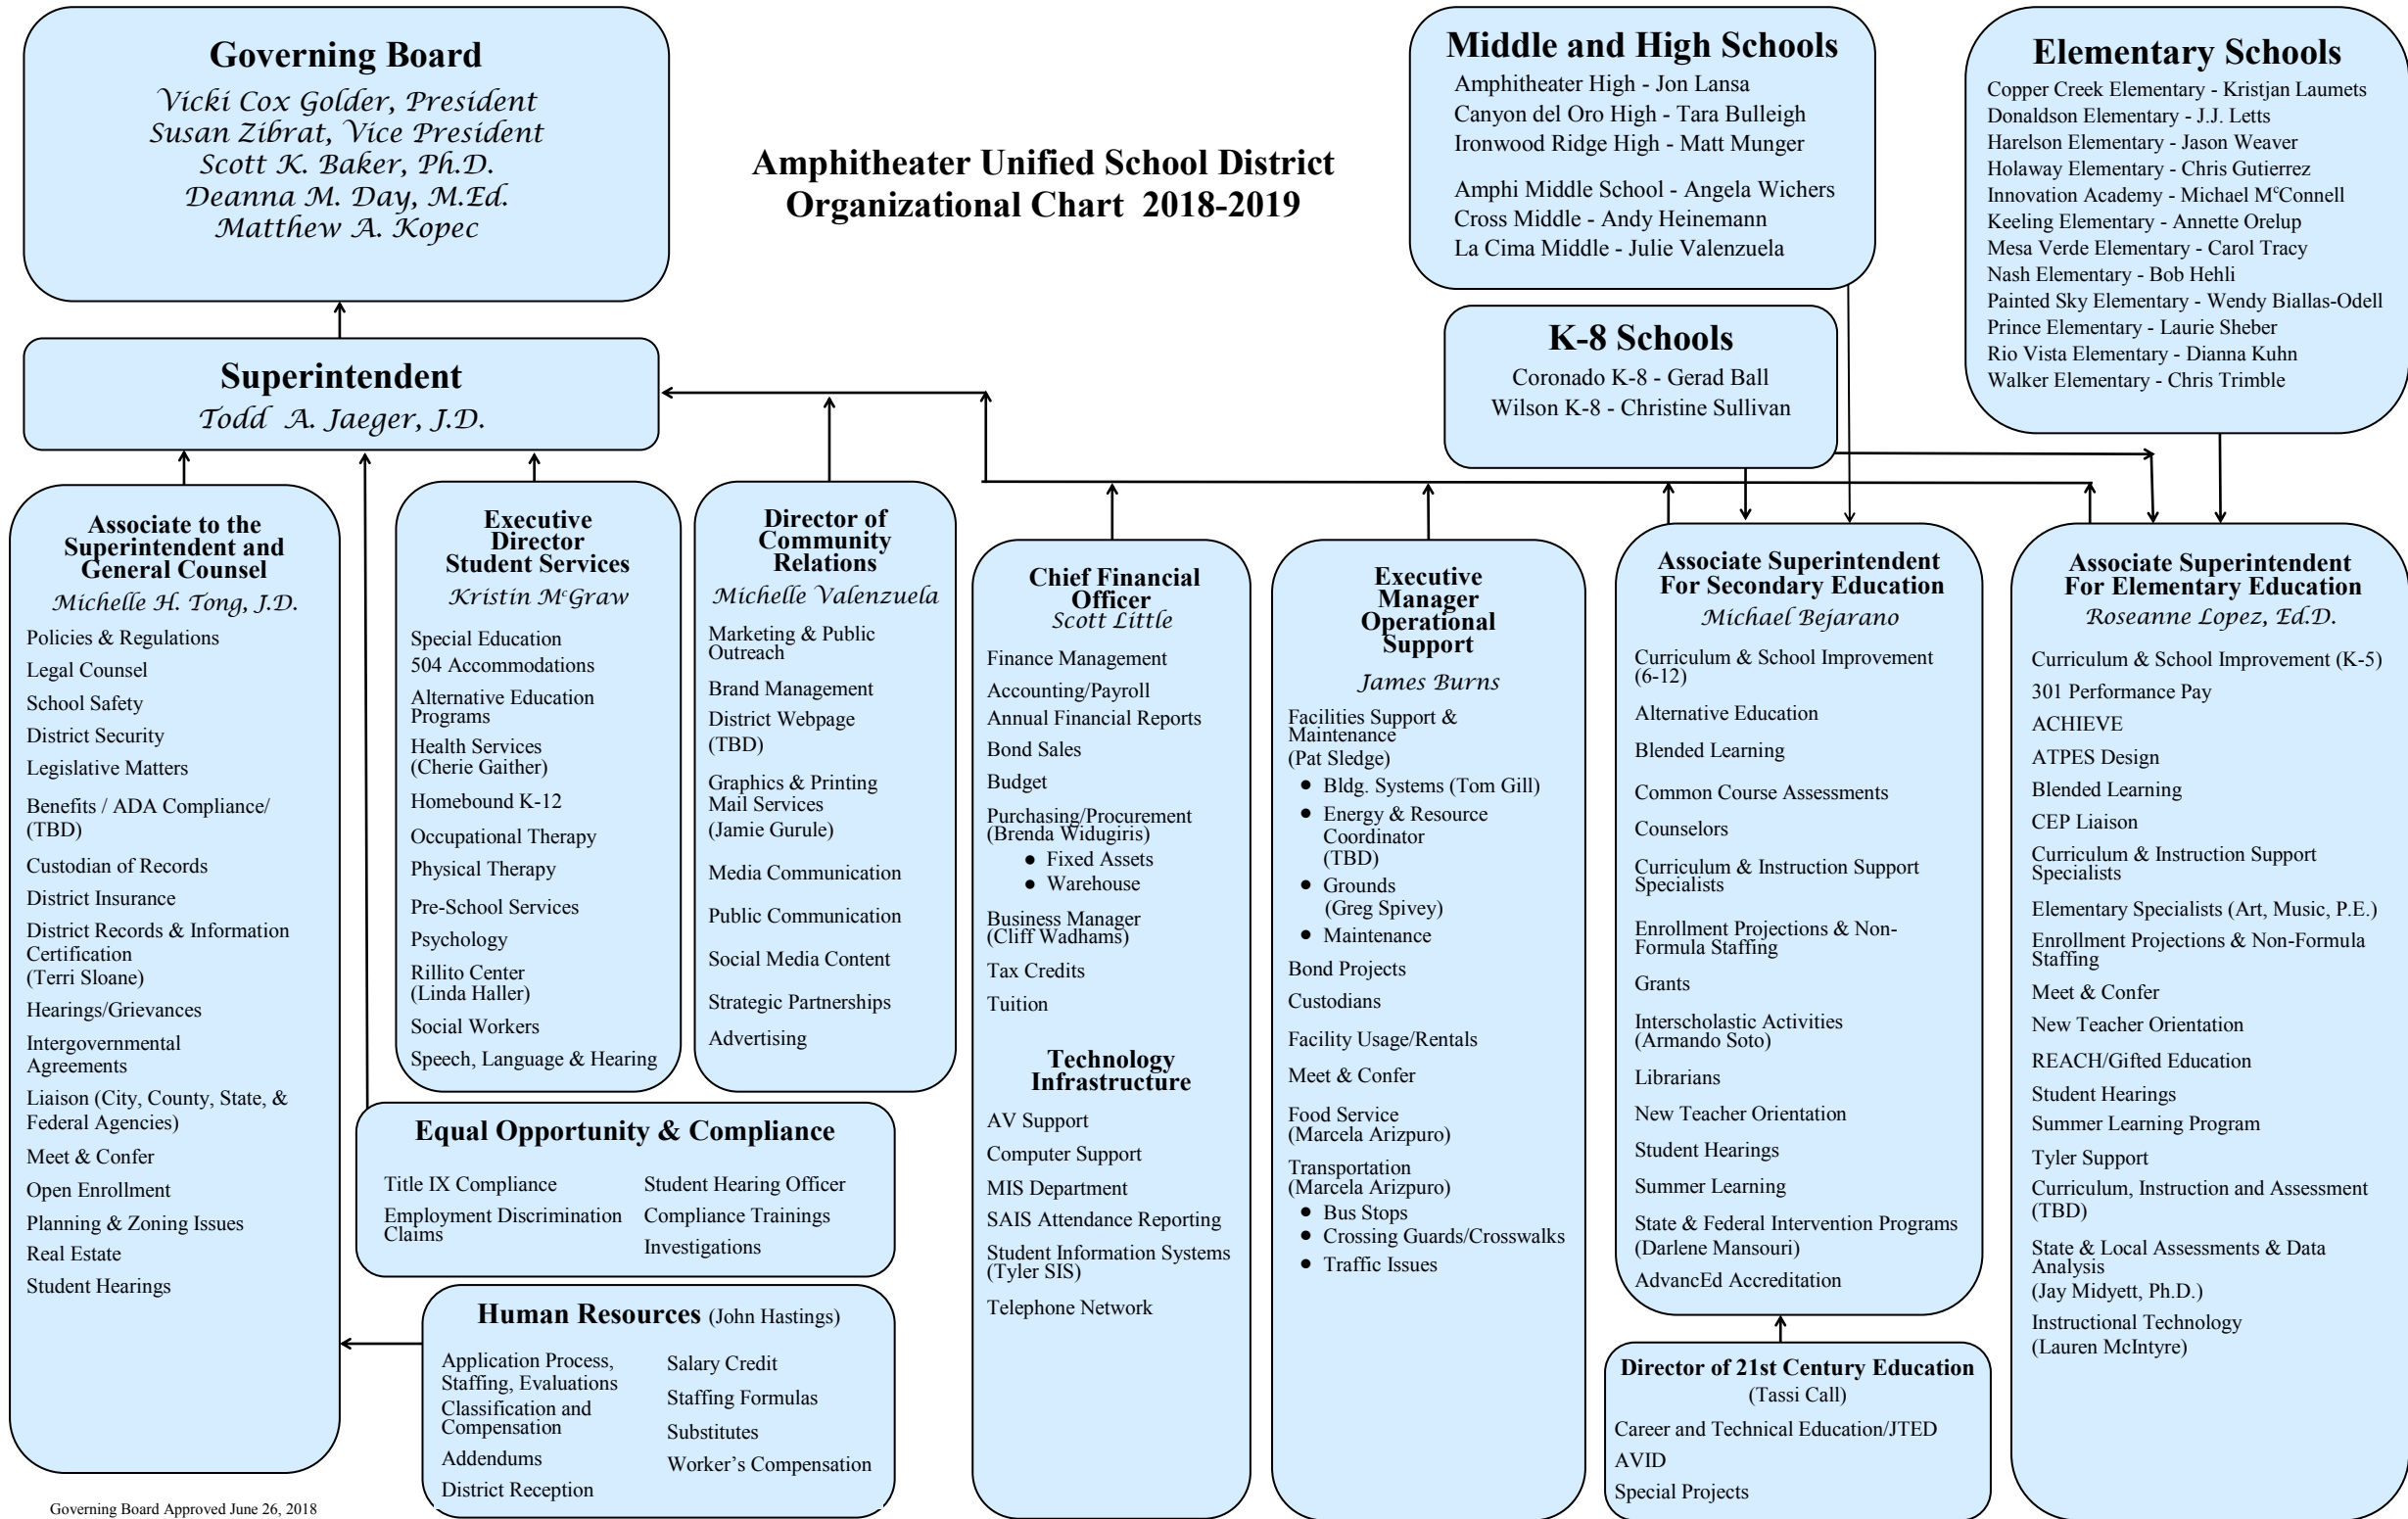 Governing Board
Vicki Cox Golder, President
Susan Zibrat, Vice President
Scott K. Baker, Ph.D.
Deanna M. Day, M.Ed.
Matthew A. Kopec
Amphitheater Unified School District
Organizational Chart 2018-2019
Middle and High Schools
Amphitheater High - Jon Lansa
Canyon del Oro High - Tara Bulleigh
Ironwood Ridge High - Matt Munger
Amphi Middle School - Angela Wichers
Cross Middle - Andy Heinemann
La Cima Middle - Julie Valenzuela
Elementary Schools
Copper Creek Elementary - Kristjan Laumets
Donaldson Elementary - J.J. Letts
Harelson Elementary - Jason Weaver
Holaway Elementary - Chris Gutierrez
Innovation Academy - Michael McConnell
Keeling Elementary - Annette Orelup
Mesa Verde Elementary - Carol Tracy
Nash Elementary - Bob Hehli
Painted Sky Elementary - Wendy Biallas-Odell
Prince Elementary - Laurie Sheber
Rio Vista Elementary - Dianna Kuhn
Walker Elementary - Chris Trimble
K-8 Schools
Coronado K-8 - Gerad Ball
Wilson K-8 - Christine Sullivan
Superintendent
Todd A. Jaeger, J.D.
Associate to the
Superintendent and
General Counsel
Michelle H. Tong, J.D.
Policies & Regulations
Legal Counsel
School Safety
District Security
Legislative Matters
Benefits / ADA Compliance/
(TBD)
Custodian of Records
District Insurance
District Records & Information
Certification
(Terri Sloane)
Hearings/Grievances
Intergovernmental
Agreements
Liaison (City, County, State, &
Federal Agencies)
Meet & Confer
Open Enrollment
Planning & Zoning Issues
Real Estate
Student Hearings
Executive
Director
Student Services
Kristin McGraw
Special Education
504 Accommodations
Alternative Education
Programs
Health Services
(Cherie Gaither)
Homebound K-12
Occupational Therapy
Physical Therapy
Pre-School Services
Psychology
Rillito Center
(Linda Haller)
Social Workers
Speech, Language & Hearing
Director of
Community
Relations
Michelle Valenzuela
Marketing & Public
Outreach
Brand Management
District Webpage
(TBD)
Graphics & Printing
Mail Services
(Jamie Gurule)
Media Communication
Public Communication
Social Media Content
Strategic Partnerships
Advertising
Equal Opportunity & Compliance
Title IX Compliance
Employment Discrimination
Claims
Student Hearing Officer
Compliance Trainings
Investigations
Human Resources (John Hastings)
Application Process,
Staffing, Evaluations
Classification and
Compensation
Addendums
District Reception
Salary Credit
Staffing Formulas
Substitutes
Worker's Compensation
Chief Financial
Officer
Scott Little
Finance Management
Accounting/Payroll
Annual Financial Reports
Bond Sales
Budget
Purchasing/Procurement
(Brenda Widugiris)
● Fixed Assets
● Warehouse
Business Manager
(Cliff Wadhams)
Tax Credits
Tuition
Technology
Infrastructure
AV Support
Computer Support
MIS Department
SAIS Attendance Reporting
Student Information Systems
(Tyler SIS)
Telephone Network
Executive
Manager
Operational
Support
James Burns
Facilities Support &
Maintenance
(Pat Sledge)
● Bldg. Systems (Tom Gill)
● Energy & Resource
Coordinator
(TBD)
● Grounds
(Greg Spivey)
● Maintenance
Bond Projects
Custodians
Facility Usage/Rentals
Meet & Confer
Food Service
(Marcela Arizpuro)
Transportation
(Marcela Arizpuro)
● Bus Stops
● Crossing Guards/Crosswalks
● Traffic Issues
Associate Superintendent
For Secondary Education
Michael Bejarano
Curriculum & School Improvement
(6-12)
Alternative Education
Blended Learning
Common Course Assessments
Counselors
Curriculum & Instruction Support
Specialists
Enrollment Projections & Non-
Formula Staffing
Grants
Interscholastic Activities
(Armando Soto)
Librarians
New Teacher Orientation
Student Hearings
Summer Learning
State & Federal Intervention Programs
(Darlene Mansouri)
AdvancEd Accreditation
Director of 21st Century Education
(Tassi Call)
Career and Technical Education/JTED
AVID
Special Projects
Associate Superintendent
For Elementary Education
Roseanne Lopez, Ed.D.
Curriculum & School Improvement (K-5)
301 Performance Pay
ACHIEVE
ATPES Design
Blended Learning
CEP Liaison
Curriculum & Instruction Support
Specialists
Elementary Specialists (Art, Music, P.E.)
Enrollment Projections & Non-Formula
Staffing
Meet & Confer
New Teacher Orientation
REACH/Gifted Education
Student Hearings
Summer Learning Program
Tyler Support
Curriculum, Instruction and Assessment
(TBD)
State & Local Assessments & Data
Analysis
(Jay Midyett, Ph.D.)
Instructional Technology
(Lauren McIntyre)
Governing Board Approved June 26, 2018